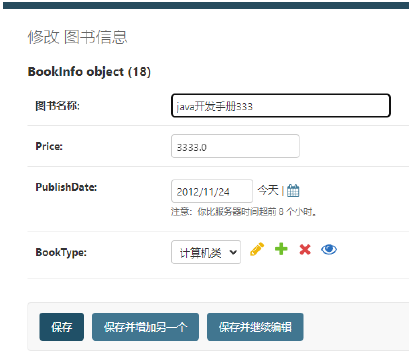 修改 图书信息
BookInfo object (18)
图书名称: java开发手册333
Price: 3333.0
PublishDate: 2012/11/24 今天 |
注意：你比服务器时间超前 8 个小时。
BookType: 计算机类
保存 保存并增加另一个 保存并继续编辑